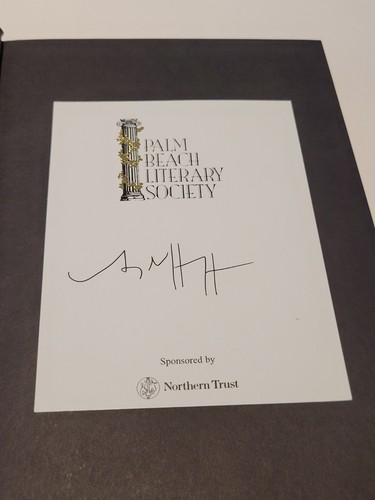 PALM
BEACH
LITERARY
SOCIETY
Sponsored by
Northern Trust